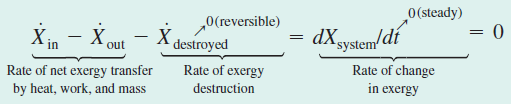 Ẋin − Ẋout − Ẋdestroyed ↗0(reversible) = dXsystem/dt ↗0(steady) = 0
Rate of net exergy transfer by heat, work, and mass
Rate of exergy destruction
Rate of change in exergy